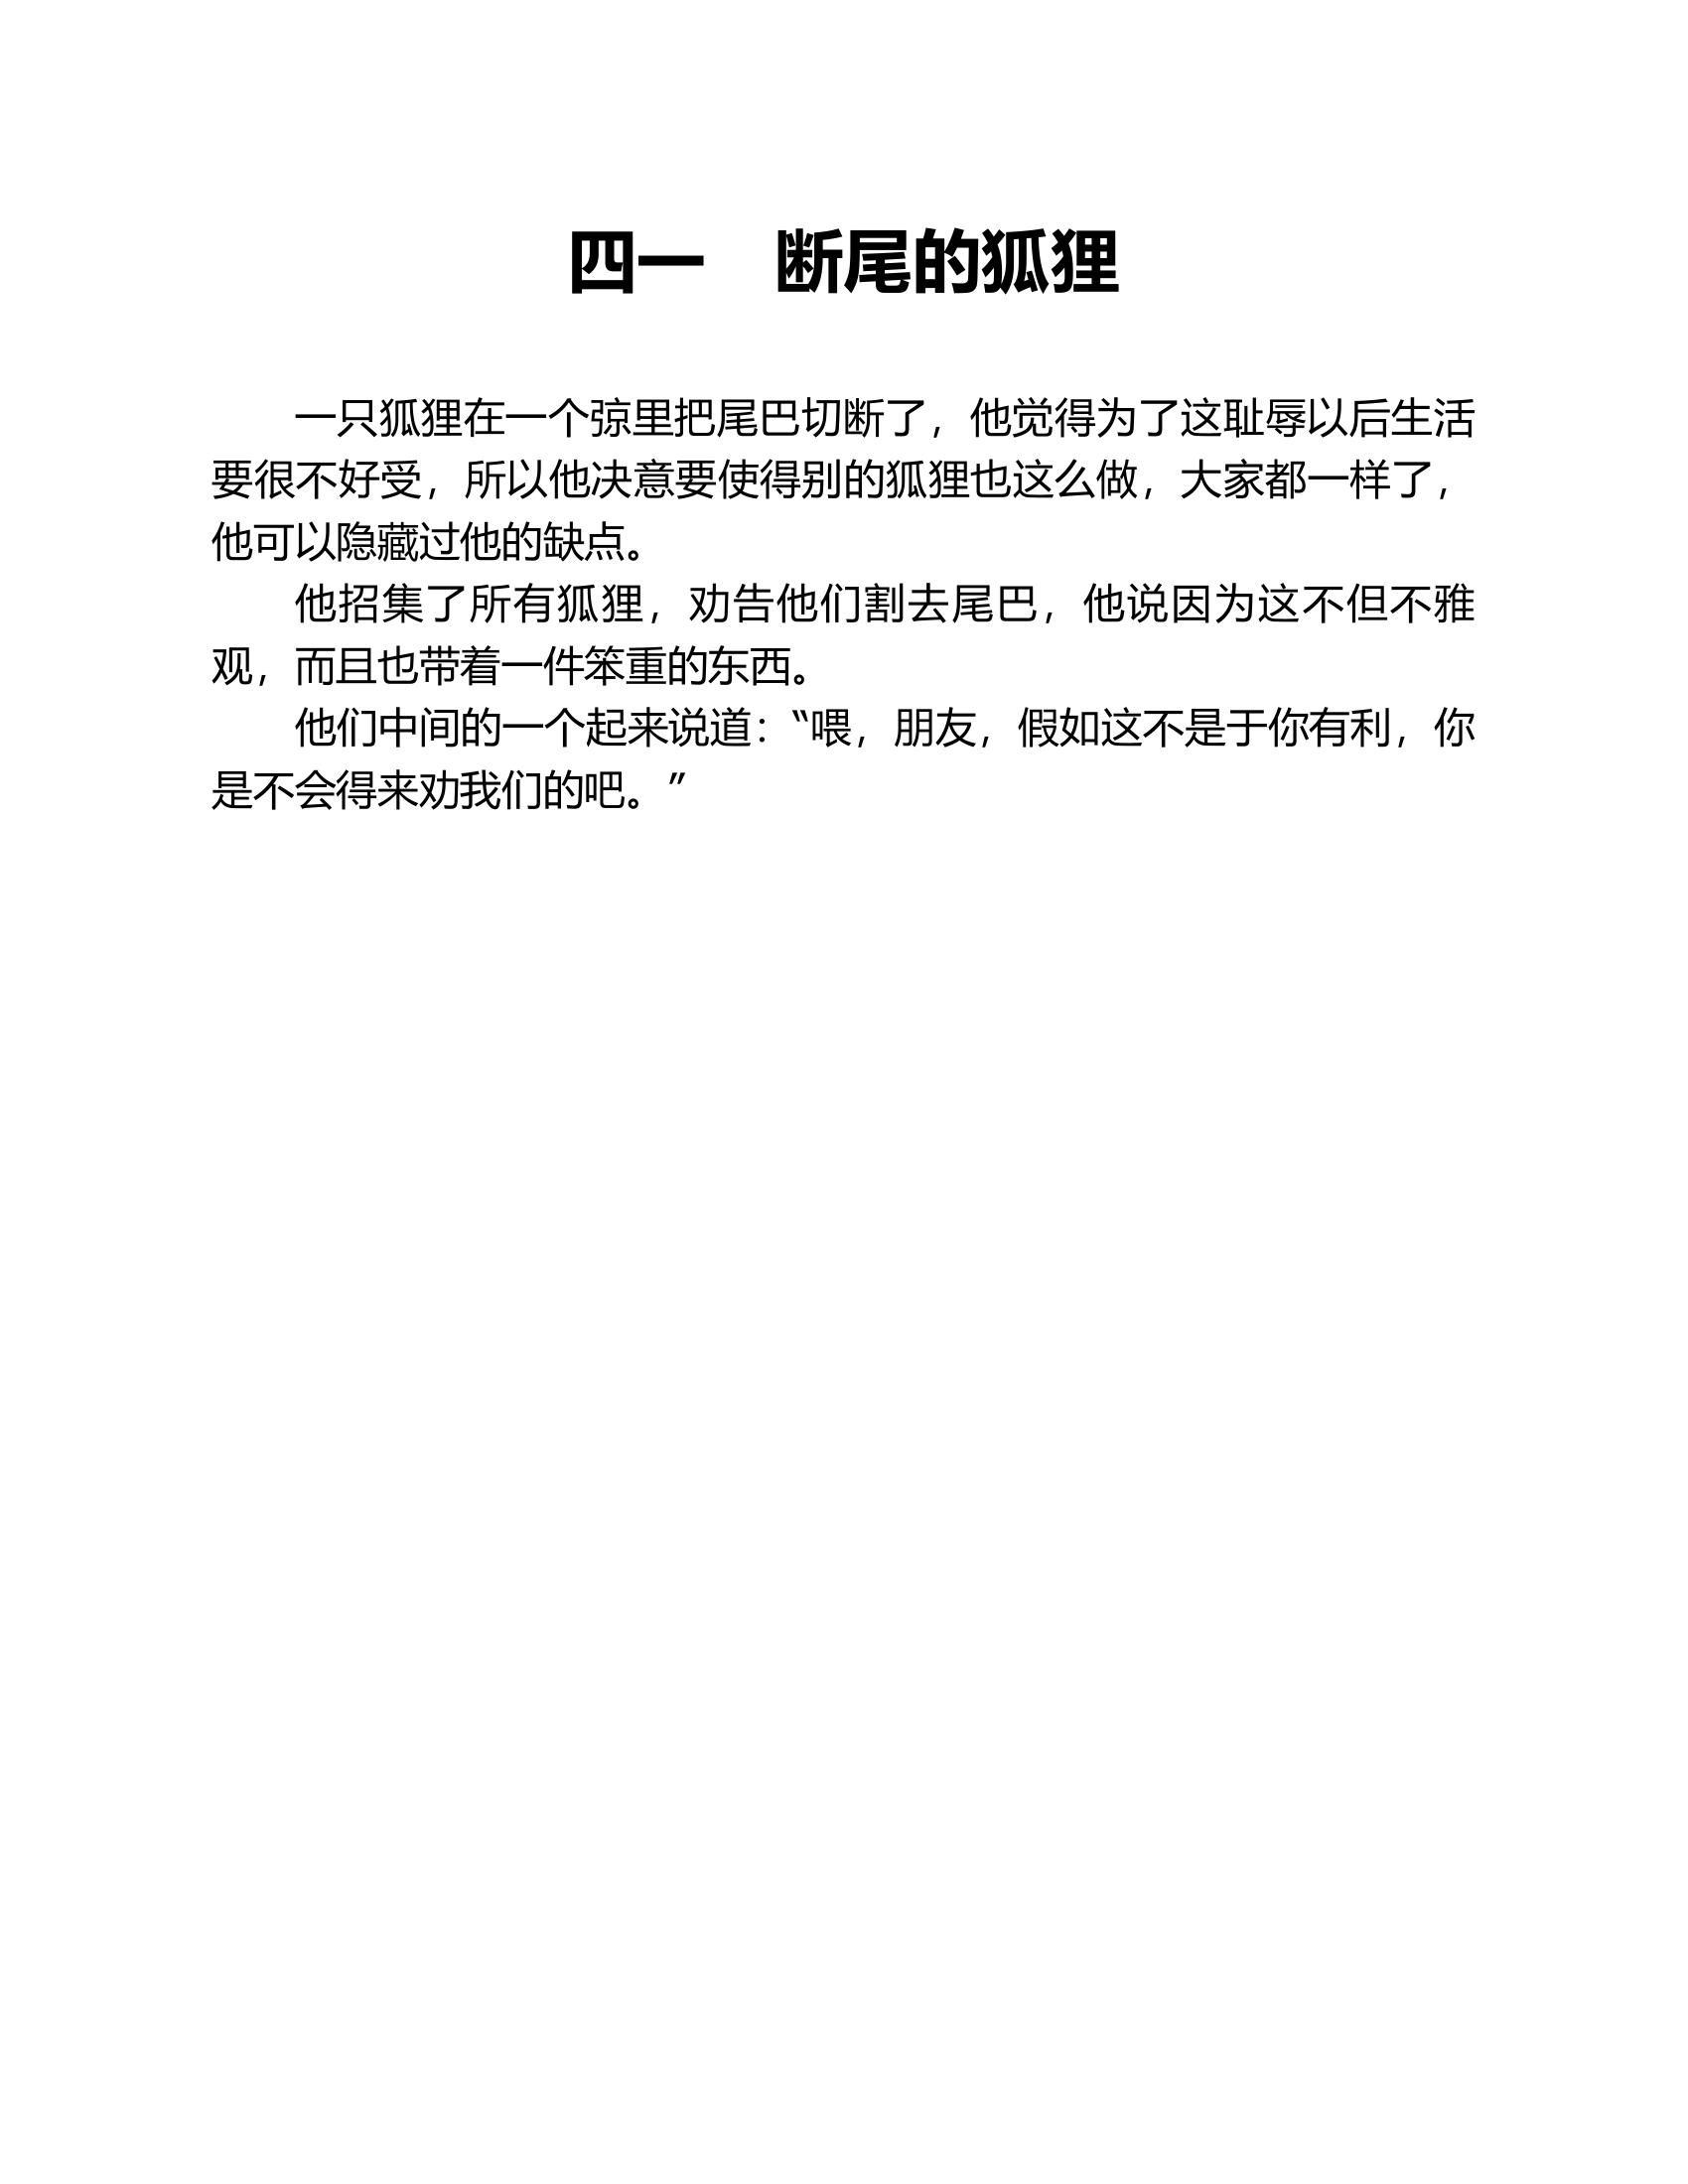 四一　断尾的狐狸
一只狐狸在一个弶里把尾巴切断了，他觉得为了这耻辱以后生活
要很不好受，所以他决意要使得别的狐狸也这么做，大家都一样了，
他可以隐藏过他的缺点。
他招集了所有狐狸，劝告他们割去尾巴，他说因为这不但不雅
观，而且也带着一件笨重的东西。
他们中间的一个起来说道：“喂，朋友，假如这不是于你有利，你
是不会得来劝我们的吧。”